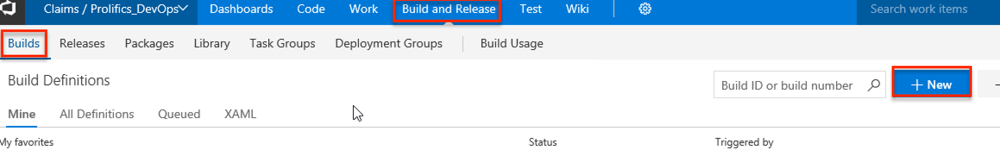 Claims / Prolifics_DevOps Dashboards Code Work Build and Release Test Wiki Search work items
Builds Releases Packages Library Task Groups Deployment Groups Build Usage
Build Definitions Build ID or build number + New
Mine All Definitions Queued XAML
My favorites Status Triggered by